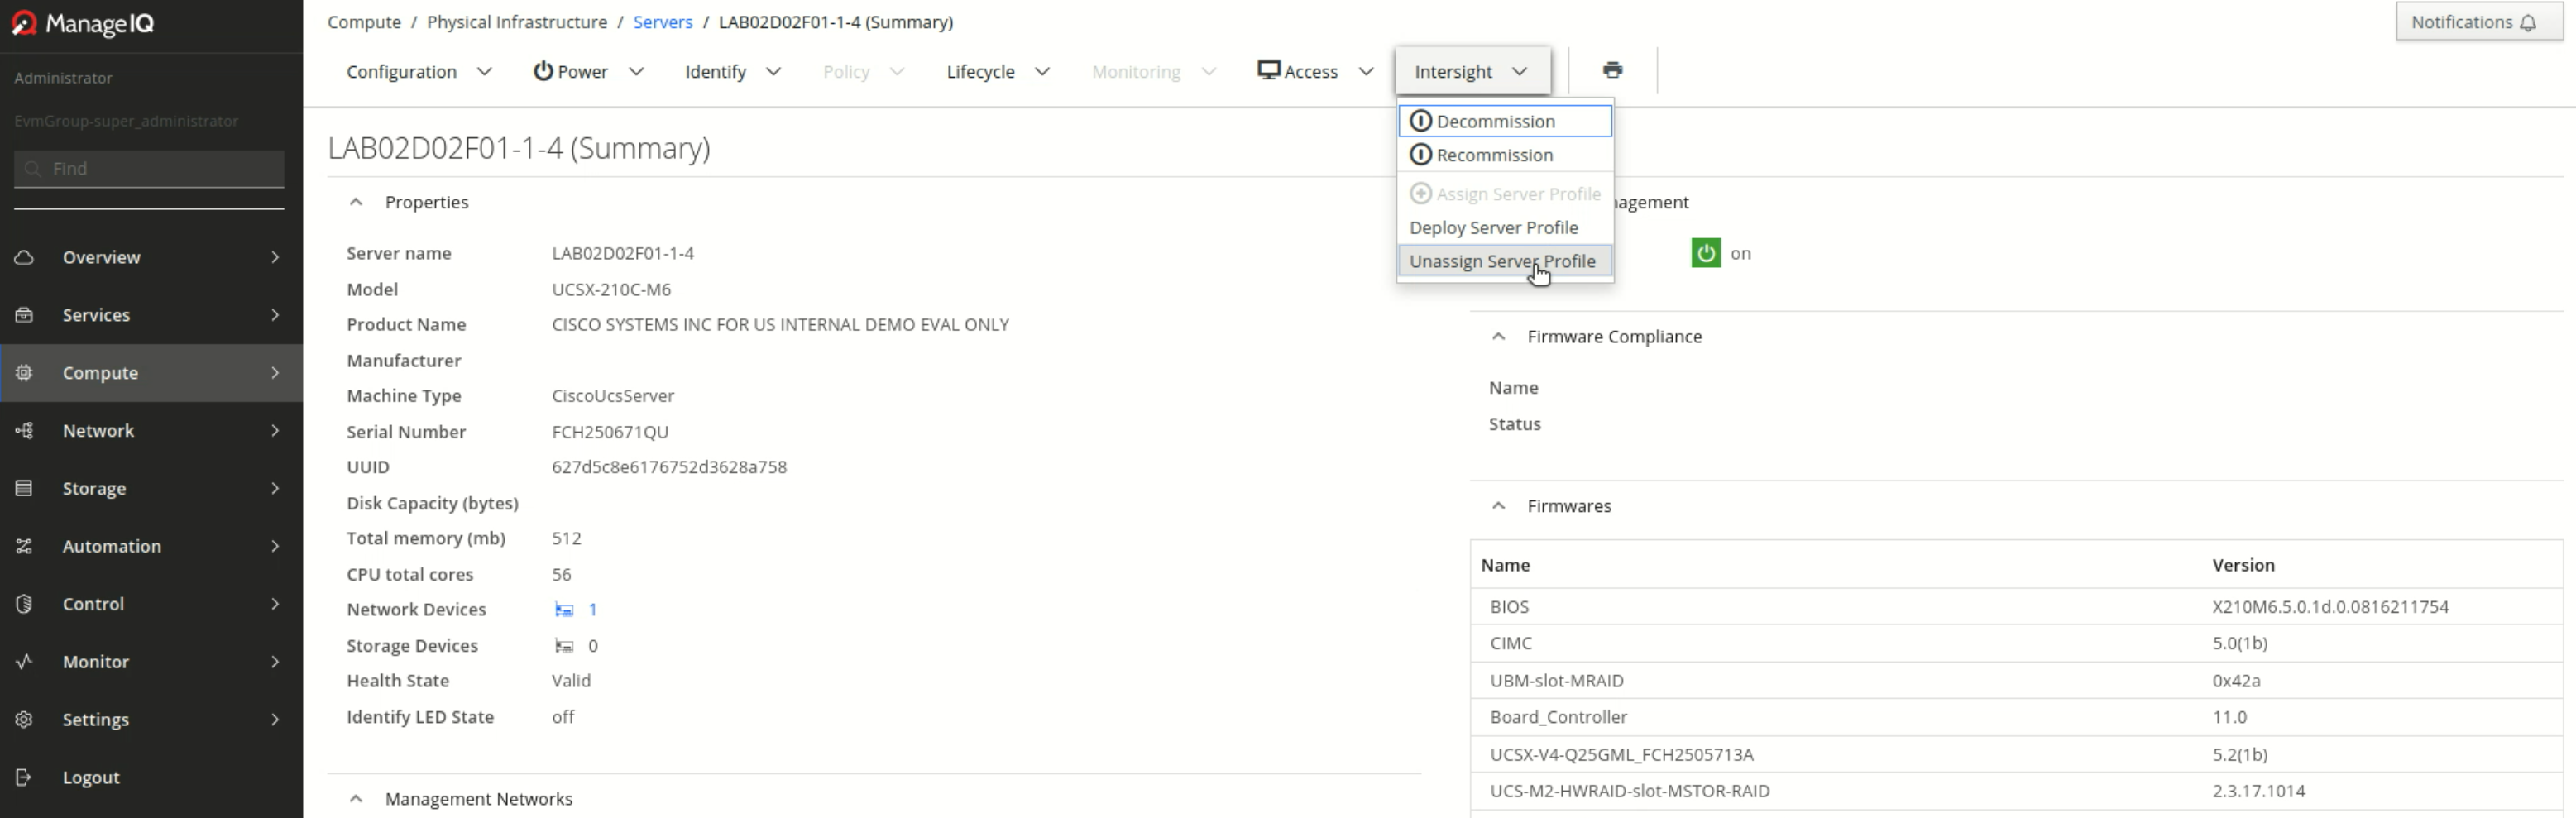 ManageIQ
Administrator
EvmGroup-super_administrator
Find
Overview
Services
Compute
Network
Storage
Automation
Control
Monitor
Settings
Logout
Compute / Physical Infrastructure / Servers / LAB02D02F01-1-4 (Summary)
Notifications
Configuration Power Identify Policy Lifecycle Monitoring Access Intersight
Decommission
Recommission
Assign Server Profile
Deploy Server Profile
Unassign Server Profile
LAB02D02F01-1-4 (Summary)
Properties
Server name LAB02D02F01-1-4
Model UCSX-210C-M6
Product Name CISCO SYSTEMS INC FOR US INTERNAL DEMO EVAL ONLY
Manufacturer
Machine Type CiscoUcsServer
Serial Number FCH250671QU
UUID 627d5c8e6176752d3628a758
Disk Capacity (bytes)
Total memory (mb) 512
CPU total cores 56
Network Devices 1
Storage Devices 0
Health State Valid
Identify LED State off
Management Networks
nagement
on
Firmware Compliance
Name
Status
Firmwares
Name Version
BIOS X210M6.5.0.1d.0.0816211754
CIMC 5.0(1b)
UBM-slot-MRAID 0x42a
Board_Controller 11.0
UCSX-V4-Q25GML_FCH2505713A 5.2(1b)
UCS-M2-HWRAID-slot-MSTOR-RAID 2.3.17.1014